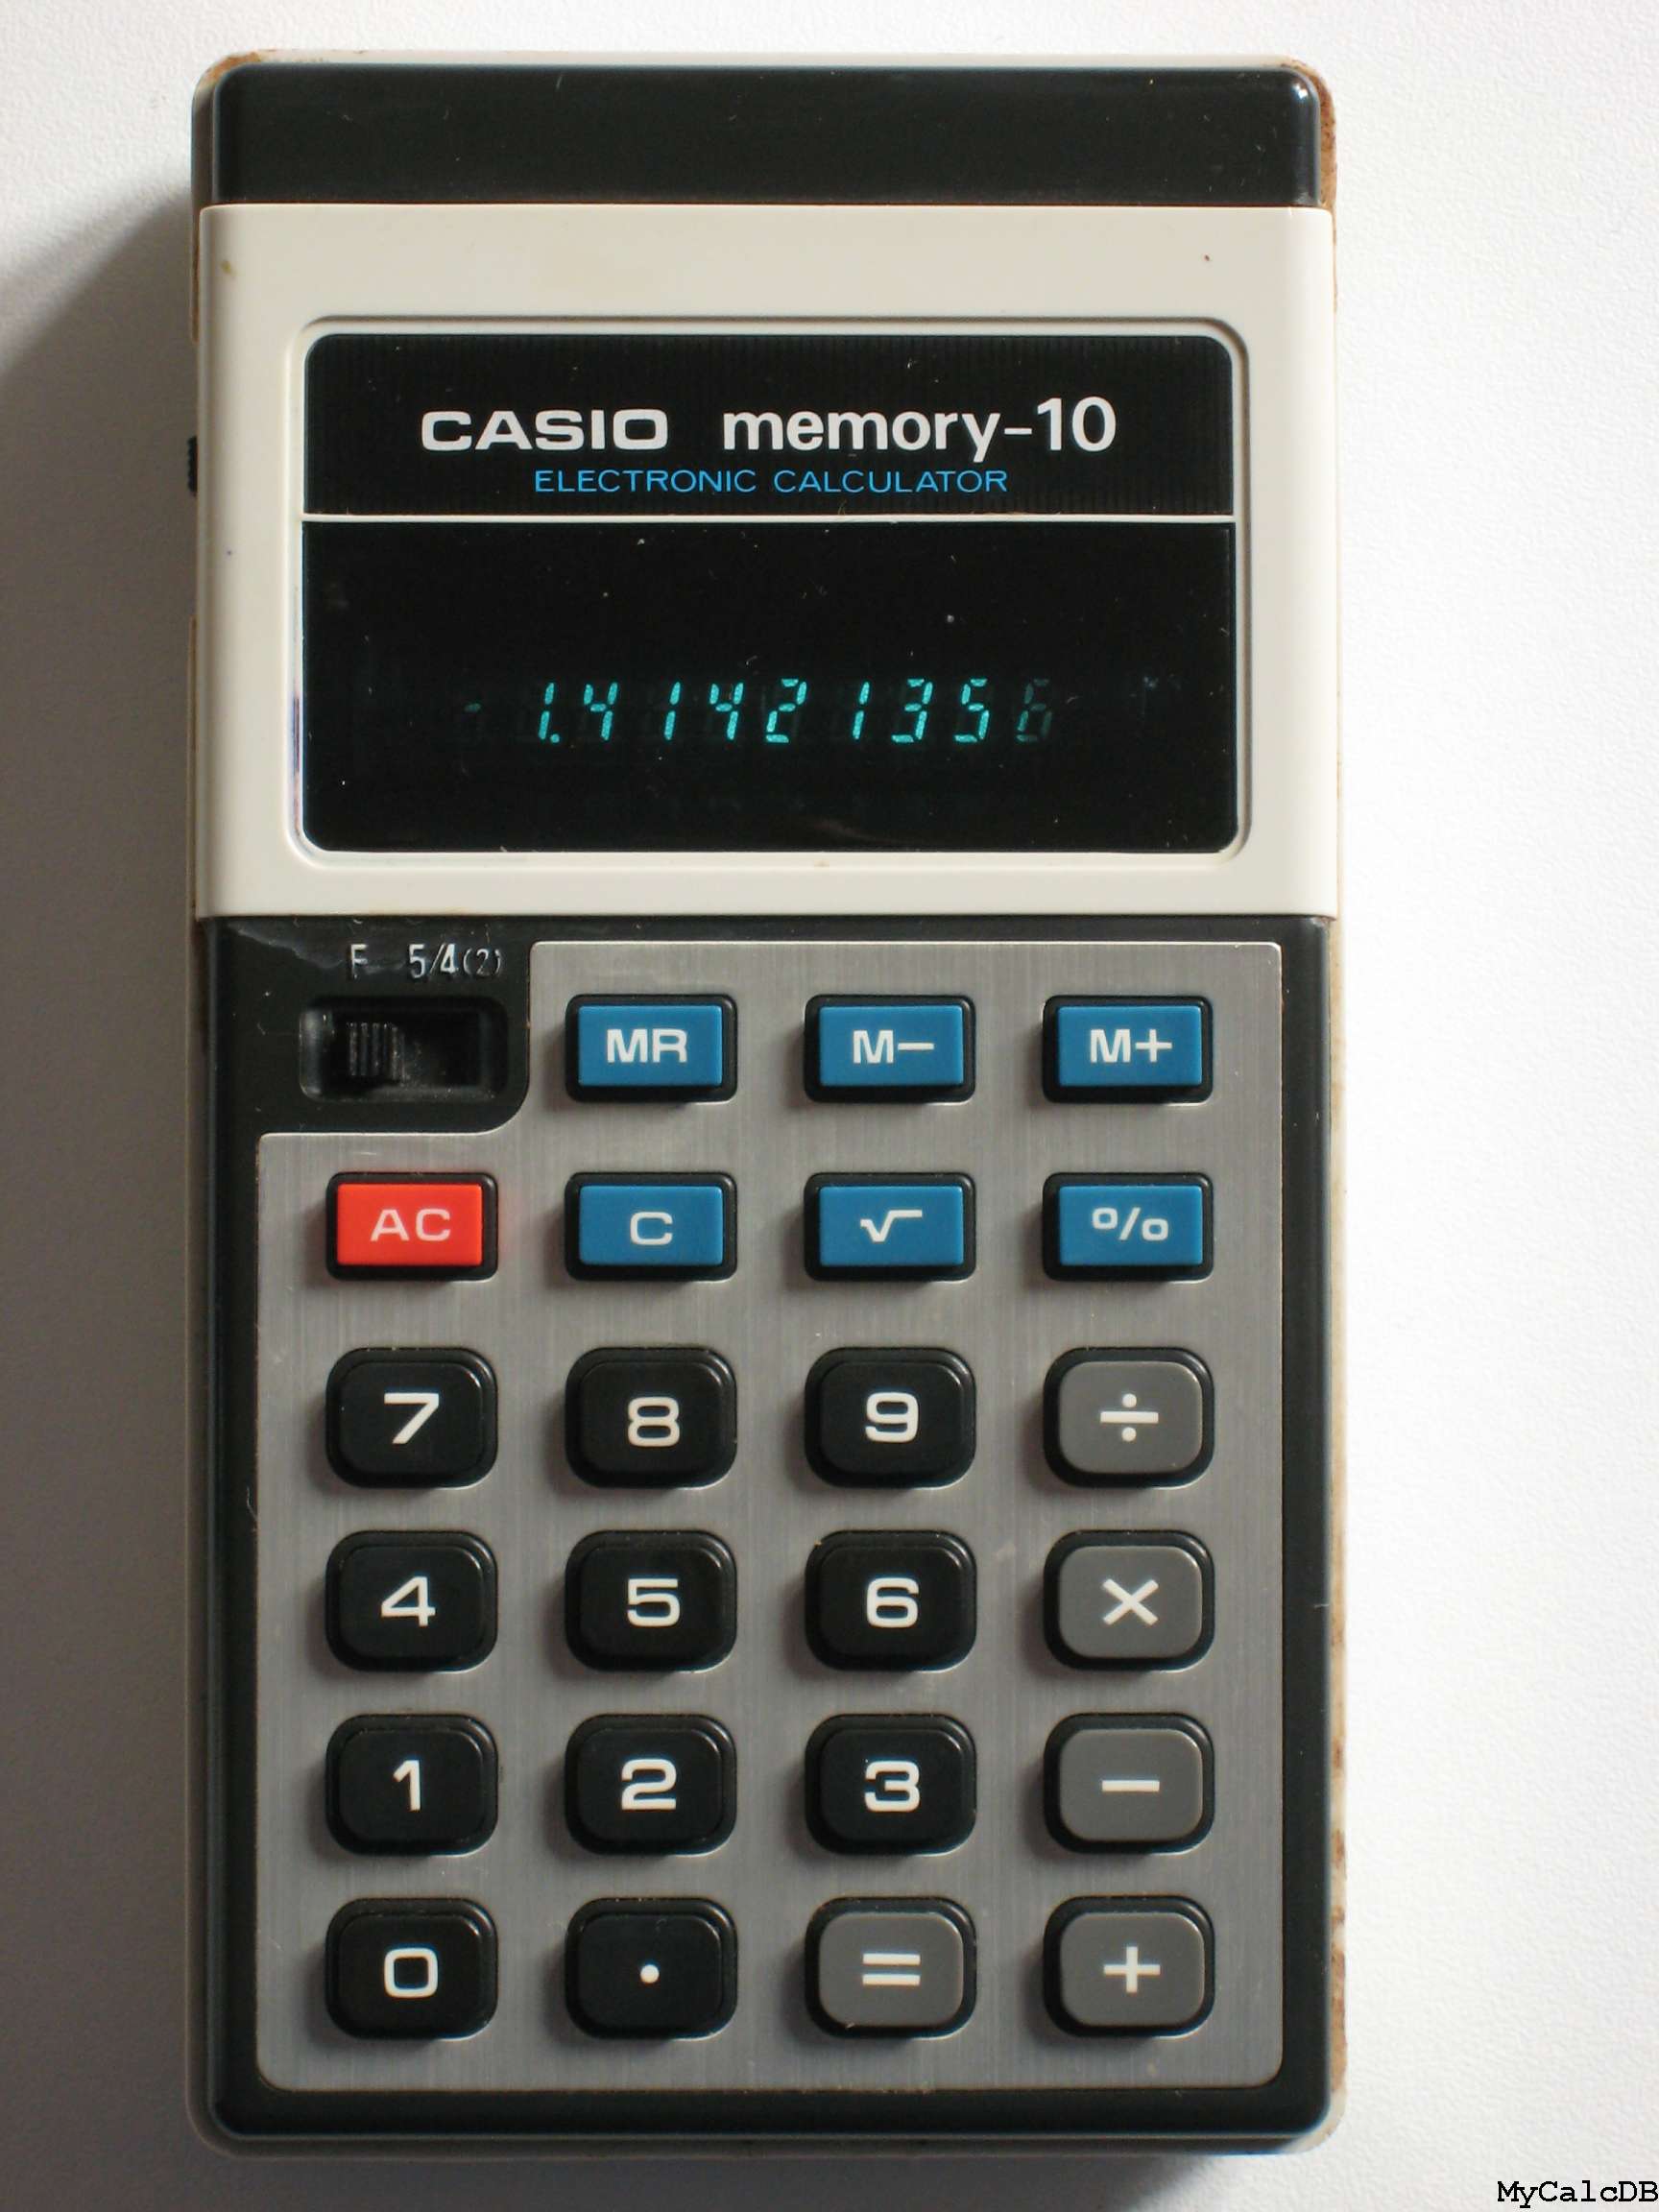 CASIO memory-10
ELECTRONIC CALCULATOR
1.41421356
F 5/4(2)
MR M− M+
AC C √ %
7 8 9 ÷
4 5 6 ×
1 2 3 −
0 . = +
MyCalcDB